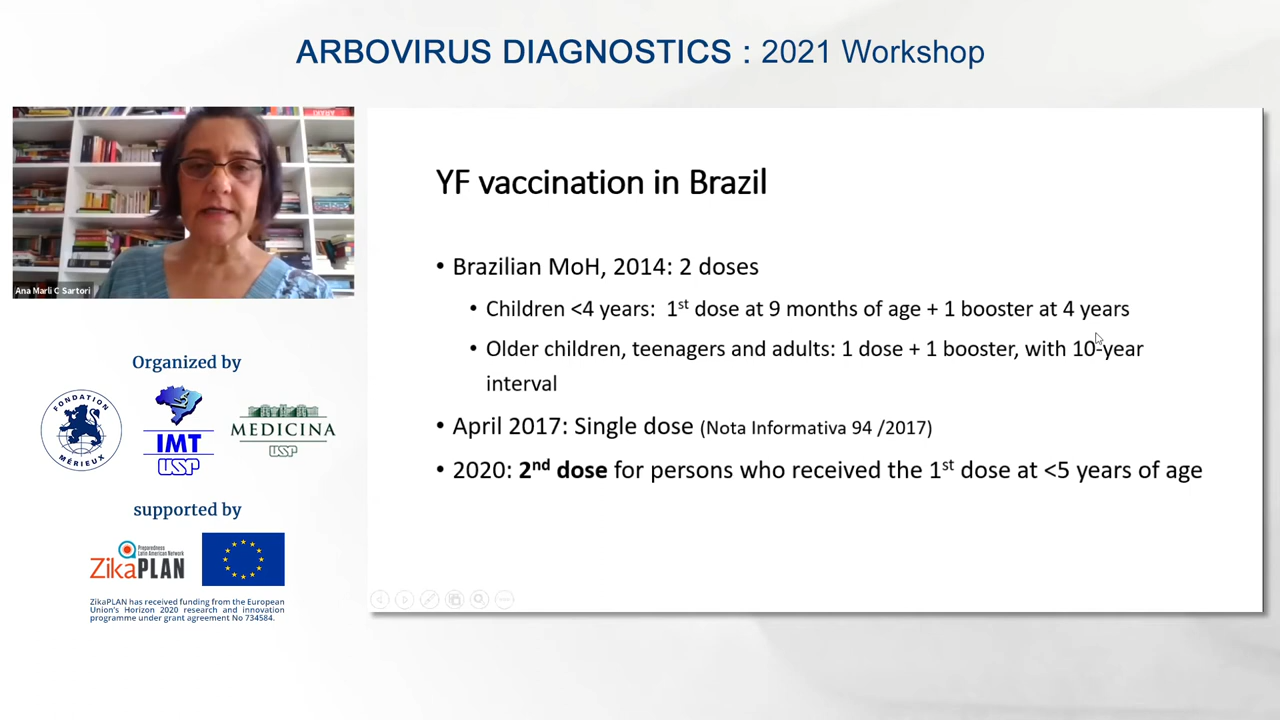 ARBOVIRUS DIAGNOSTICS : 2021 Workshop
Ana Marli C Sartori
YF vaccination in Brazil
• Brazilian MoH, 2014: 2 doses
• Children <4 years: 1st dose at 9 months of age + 1 booster at 4 years
• Older children, teenagers and adults: 1 dose + 1 booster, with 10-year
interval
• April 2017: Single dose (Nota Informativa 94 /2017)
• 2020: 2nd dose for persons who received the 1st dose at <5 years of age
Organized by
FONDATION
MÉRIEUX
IMT
USP
MEDICINA
USP
supported by
Preparedness
Latin American Network
ZikaPLAN
ZikaPLAN has received funding from the European
Union's Horizon 2020 research and innovation
programme under grant agreement No 734584.